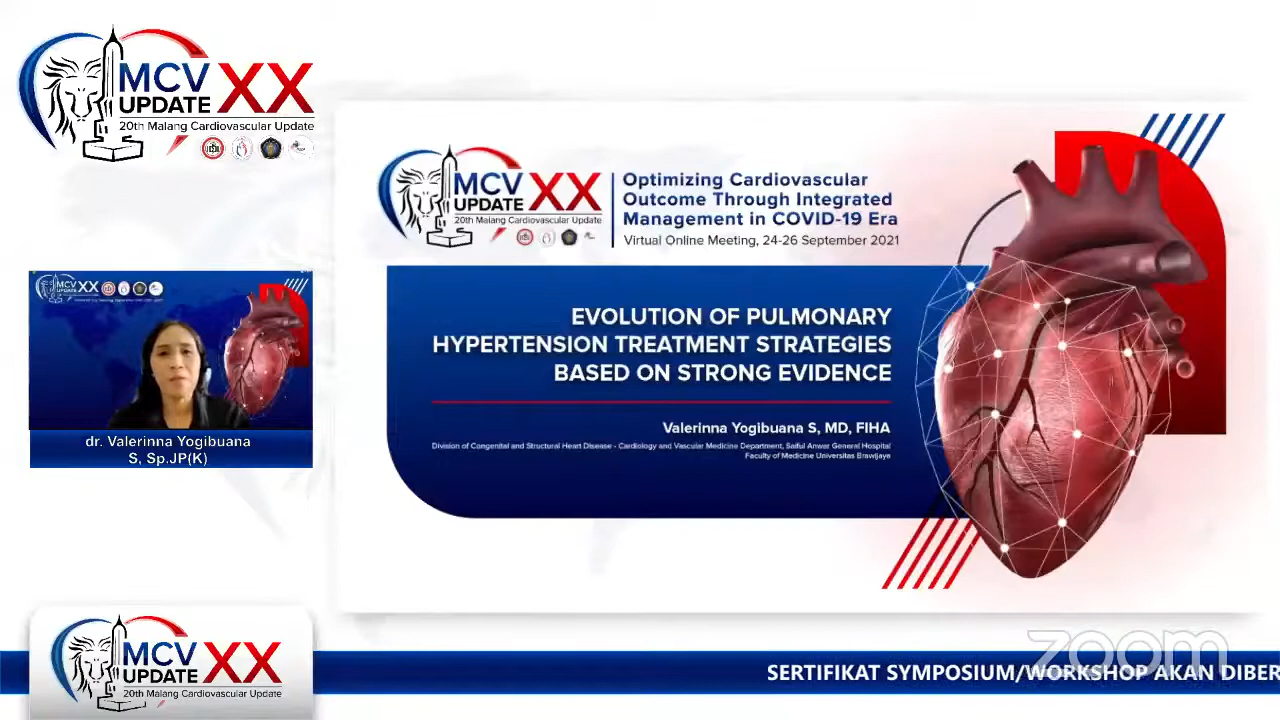 MCV XX
UPDATE
20th Malang Cardiovascular Update
MCV XX
UPDATE
20th Malang Cardiovascular Update
Optimizing Cardiovascular
Outcome Through Integrated
Management in COVID-19 Era
Virtual Online Meeting, 24-26 September 2021
EVOLUTION OF PULMONARY
HYPERTENSION TREATMENT STRATEGIES
BASED ON STRONG EVIDENCE
Valerinna Yogibuana S, MD, FIHA
Division of Congenital and Structural Heart Disease - Cardiology and Vascular Medicine Department, Saiful Anwar General Hospital
Faculty of Medicine Universitas Brawijaya
MCV XX
UPDATE
dr. Valerinna Yogibuana
S, Sp.JP(K)
MCV XX
UPDATE
20th Malang Cardiovascular Update
zoom
SERTIFIKAT SYMPOSIUM/WORKSHOP AKAN DIBER